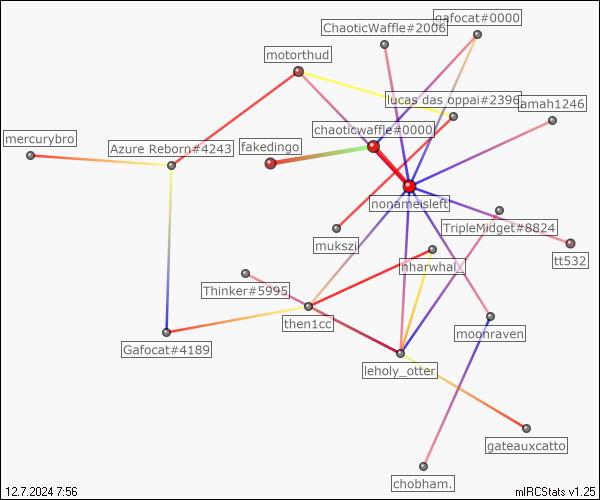 ChaoticWaffle#2006
gafocat#0000
motorthud
lucas das oppai#2396
amah1246
chaoticwaffle#0000
mercurybro
Azure Reborn#4243
fakedingo
nonameisleft
TripleMidget#8824
mukszi
tt532
nharwhal
Thinker#5995
then1cc
moonraven
Gafocat#4189
leholy_otter
gateauxcatto
chobham.
12.7.2024 7:56
mIRCStats v1.25